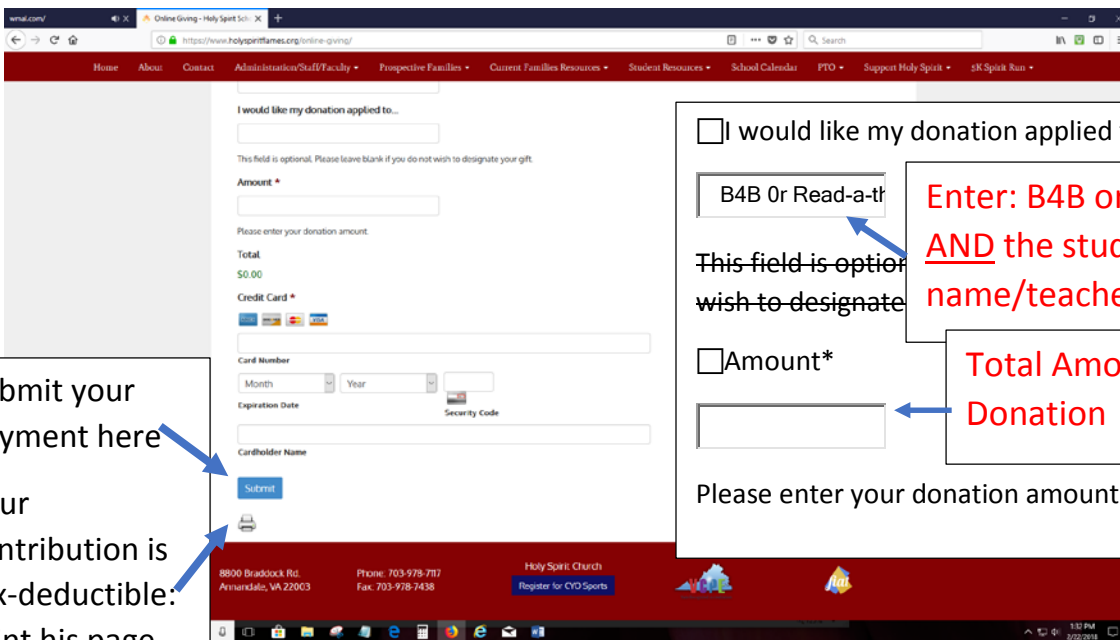 wmal.com/
Online Giving - Holy Spirit Scho
https://www.holyspiritflames.org/online-giving/
Search
Home About Contact Administration/Staff/Faculty Prospective Families Current Families Resources Student Resources School Calendar PTO Support Holy Spirit 5K Spirit Run
I would like my donation applied to...
This field is optional. Please leave blank if you do not wish to designate your gift.
Amount *
Please enter your donation amount.
Total
$0.00
Credit Card *
VISA
Card Number
Month Year
Expiration Date
Security Code
Cardholder Name
Submit
bmit your
yment here
ur
ntribution is
x-deductible:
nt his page
I would like my donation applied
B4B 0r Read-a-th
Enter: B4B or
AND the stud
name/teache
This field is option
wish to designate
Amount*
Total Amo
Donation
Please enter your donation amount
8800 Braddock Rd.
Annandale, VA 22003
Phone: 703-978-7117
Fax: 703-978-7438
Holy Spirit Church
Register for CYO Sports
1:32 PM
2/22/2018